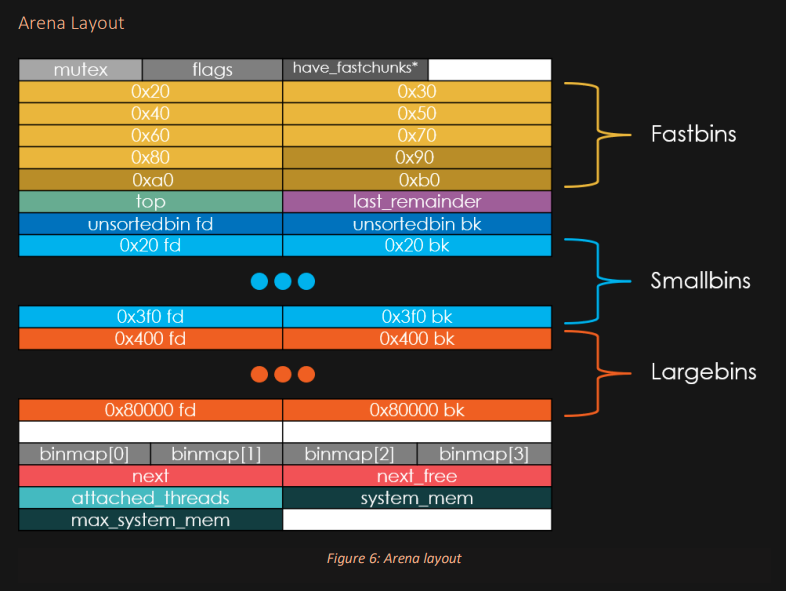 Arena Layout
mutex flags have_fastchunks*
0x20 0x30
0x40 0x50
0x60 0x70
Fastbins
0x80 0x90
0xa0 0xb0
top last_remainder
unsortedbin fd unsortedbin bk
0x20 fd 0x20 bk
Smallbins
0x3f0 fd 0x3f0 bk
0x400 fd 0x400 bk
Largebins
0x80000 fd 0x80000 bk
binmap[0] binmap[1] binmap[2] binmap[3]
next next_free
attached_threads system_mem
max_system_mem
Figure 6: Arena layout